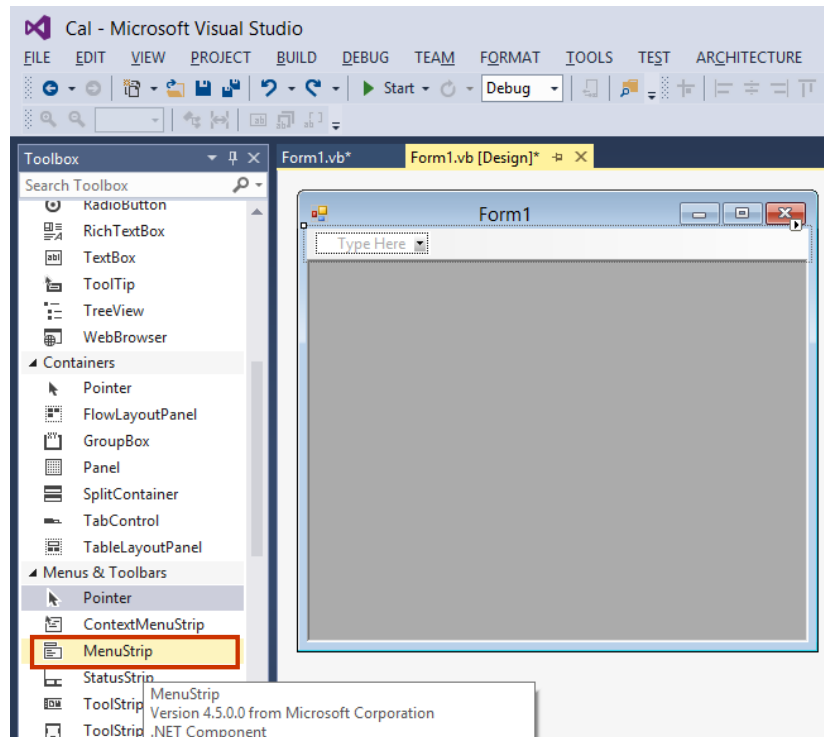 Cal - Microsoft Visual Studio
FILE EDIT VIEW PROJECT BUILD DEBUG TEAM FORMAT TOOLS TEST ARCHITECTURE
Start Debug
Toolbox
Form1.vb* Form1.vb [Design]*
Search Toolbox
RadioButton
RichTextBox
TextBox
ToolTip
TreeView
WebBrowser
Containers
Pointer
FlowLayoutPanel
GroupBox
Panel
SplitContainer
TabControl
TableLayoutPanel
Menus & Toolbars
Pointer
ContextMenuStrip
MenuStrip
StatusStrip
ToolStrip
ToolStrip
MenuStrip
Version 4.5.0.0 from Microsoft Corporation
.NET Component
Form1
Type Here